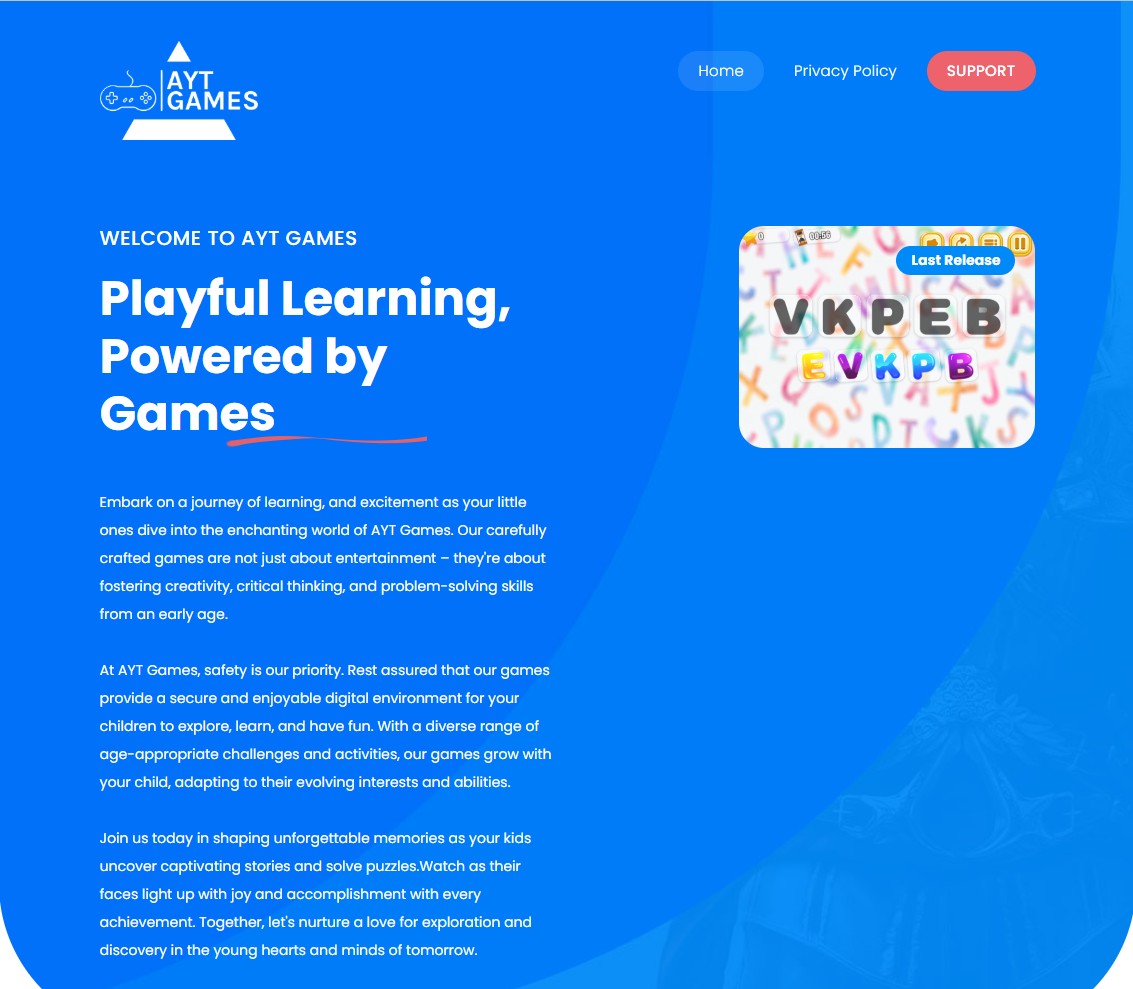 AYT
GAMES
Home
Privacy Policy
SUPPORT
WELCOME TO AYT GAMES
Playful Learning,
Powered by
Games
0
00:56
Last Release
V K P E B
E V K P B
Embark on a journey of learning, and excitement as your little
ones dive into the enchanting world of AYT Games. Our carefully
crafted games are not just about entertainment – they're about
fostering creativity, critical thinking, and problem-solving skills
from an early age.
At AYT Games, safety is our priority. Rest assured that our games
provide a secure and enjoyable digital environment for your
children to explore, learn, and have fun. With a diverse range of
age-appropriate challenges and activities, our games grow with
your child, adapting to their evolving interests and abilities.
Join us today in shaping unforgettable memories as your kids
uncover captivating stories and solve puzzles.Watch as their
faces light up with joy and accomplishment with every
achievement. Together, let's nurture a love for exploration and
discovery in the young hearts and minds of tomorrow.